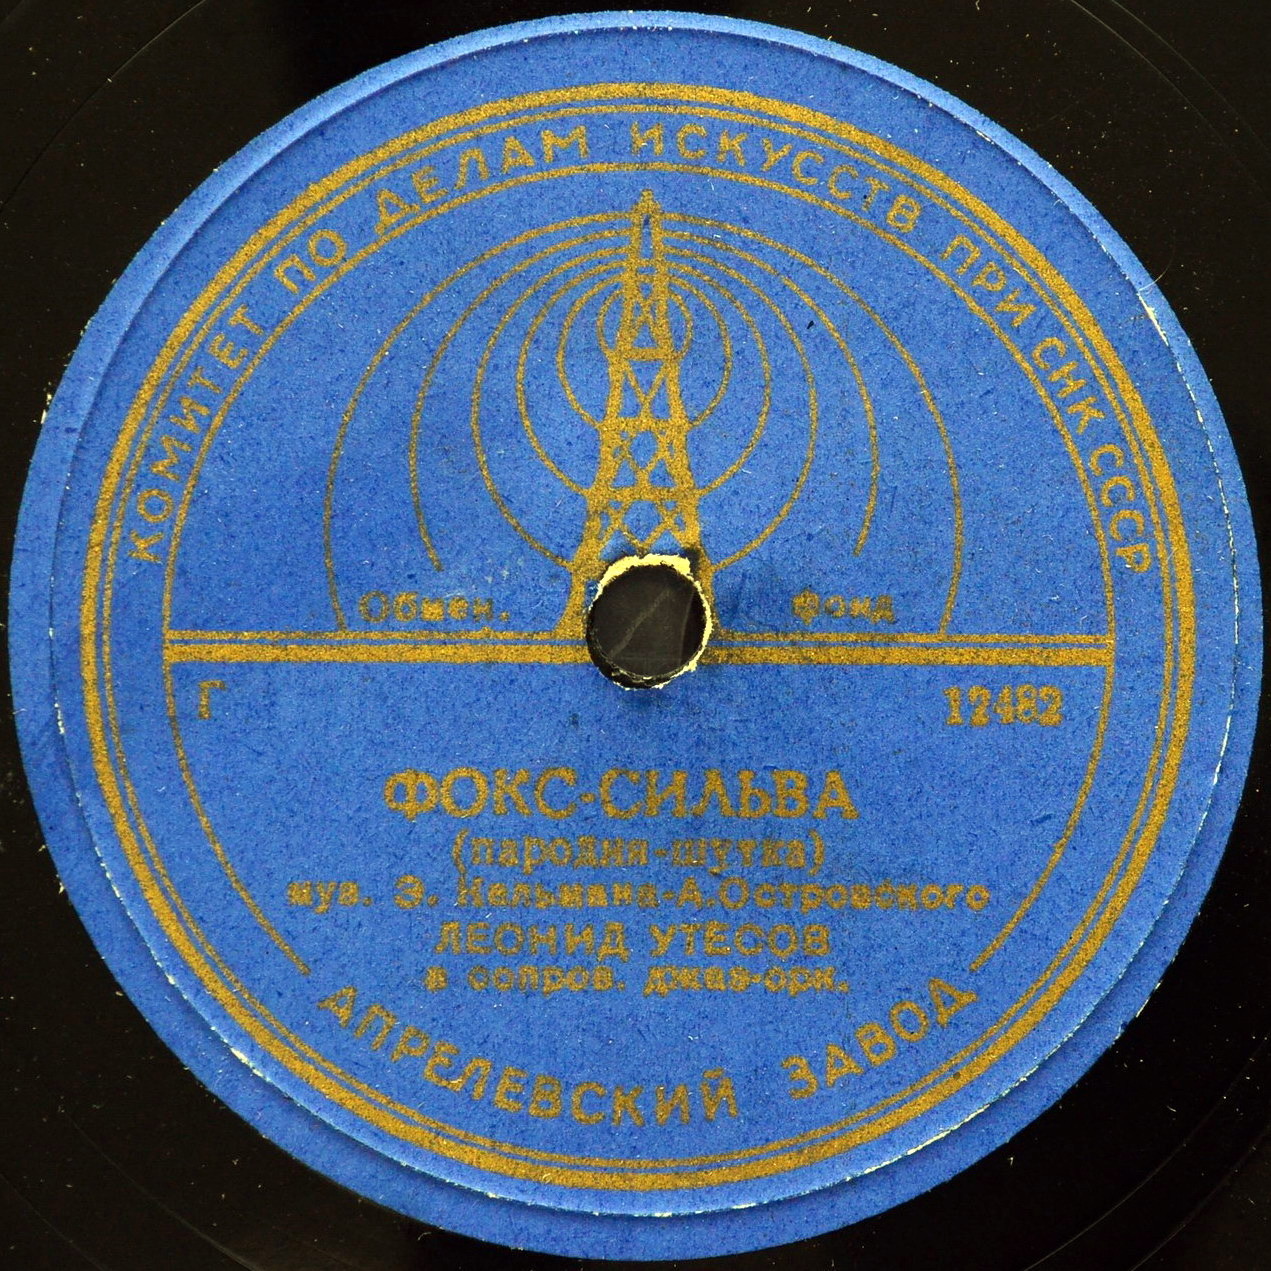 КОМИТЕТ ПО ДЕЛАМ ИСКУССТВ ПРИ СНК СССР
Обмен. фонд
Г 12482
ФОКС-СИЛЬВА
(пародия-шутка)
муз. Э. Кальмана-А.Островского
ЛЕОНИД УТЕСОВ
в сопров. джаз-орк.
АПРЕЛЕВСКИЙ ЗАВОД